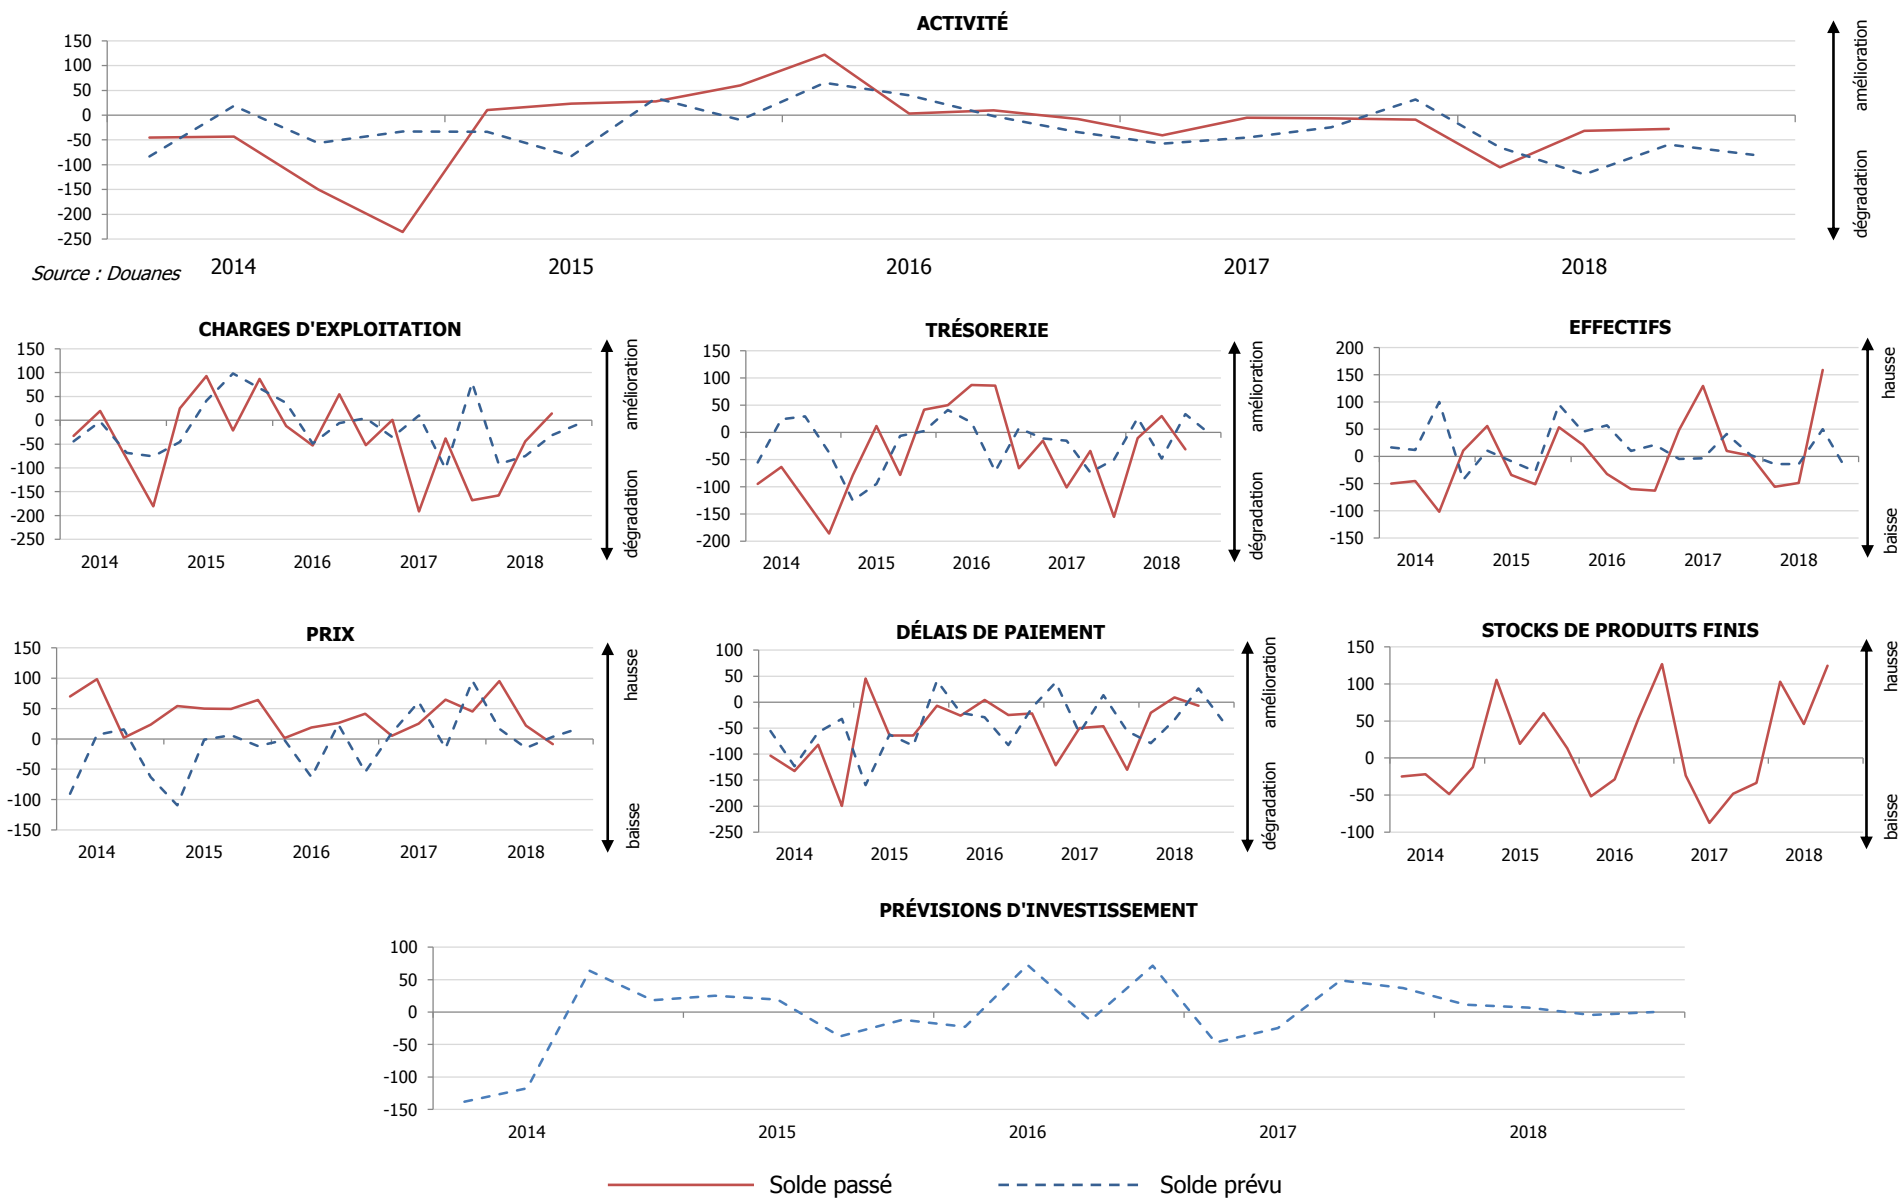 ACTIVITÉ
150
100
50
0
-50
-100
-150
-200
-250
amélioration
dégradation
2014 2015 2016 2017 2018
Source : Douanes
CHARGES D'EXPLOITATION
150
100
50
0
-50
-100
-150
-200
-250
2014 2015 2016 2017 2018
amélioration
dégradation
TRÉSORERIE
150
100
50
0
-50
-100
-150
-200
2014 2015 2016 2017 2018
amélioration
dégradation
EFFECTIFS
200
150
100
50
0
-50
-100
-150
2014 2015 2016 2017 2018
hausse
baisse
PRIX
150
100
50
0
-50
-100
-150
2014 2015 2016 2017 2018
hausse
baisse
DÉLAIS DE PAIEMENT
100
50
0
-50
-100
-150
-200
-250
2014 2015 2016 2017 2018
amélioration
dégradation
STOCKS DE PRODUITS FINIS
150
100
50
0
-50
-100
2014 2015 2016 2017 2018
hausse
baisse
PRÉVISIONS D'INVESTISSEMENT
100
50
0
-50
-100
-150
2014 2015 2016 2017 2018
Solde passé Solde prévu